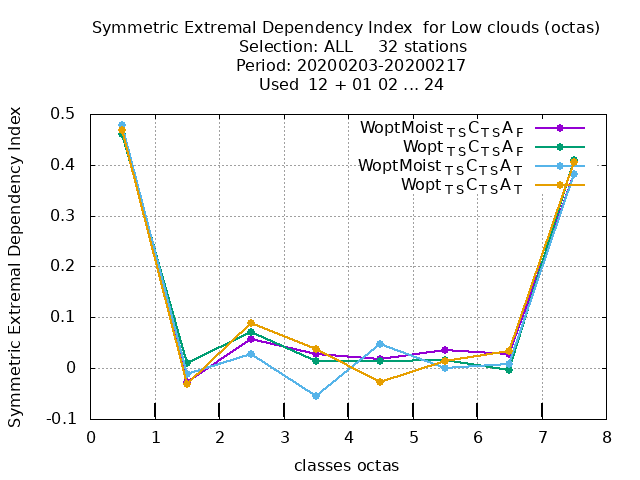 Symmetric Extremal Dependency Index  for Low clouds (octas)
Selection: ALL     32 stations
Period: 20200203-20200217
Used  12 + 01 02 ... 24
Symmetric Extremal Dependency Index
WoptMoist TS CTS AF
Wopt TS CTS AF
WoptMoist TS CTS AT
Wopt TS CTS AT
0.5
0.4
0.3
0.2
0.1
0
-0.1
0 1 2 3 4 5 6 7 8
classes octas